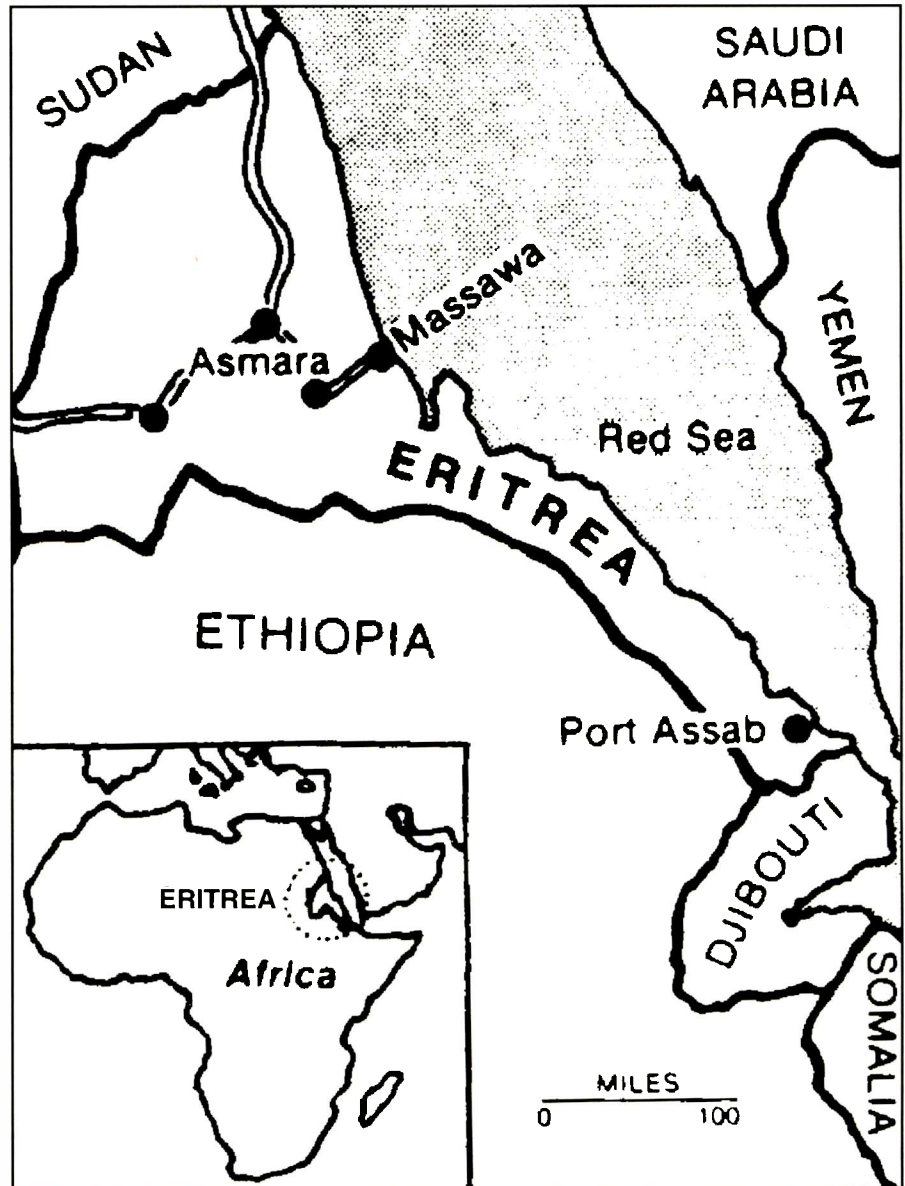 SUDAN
SAUDI
ARABIA
Massawa
YEMEN
Asmara
Red Sea
ERITREA
ETHIOPIA
Port Assab
DJIBOUTI
ERITREA
Africa
SOMALIA
MILES
0 100